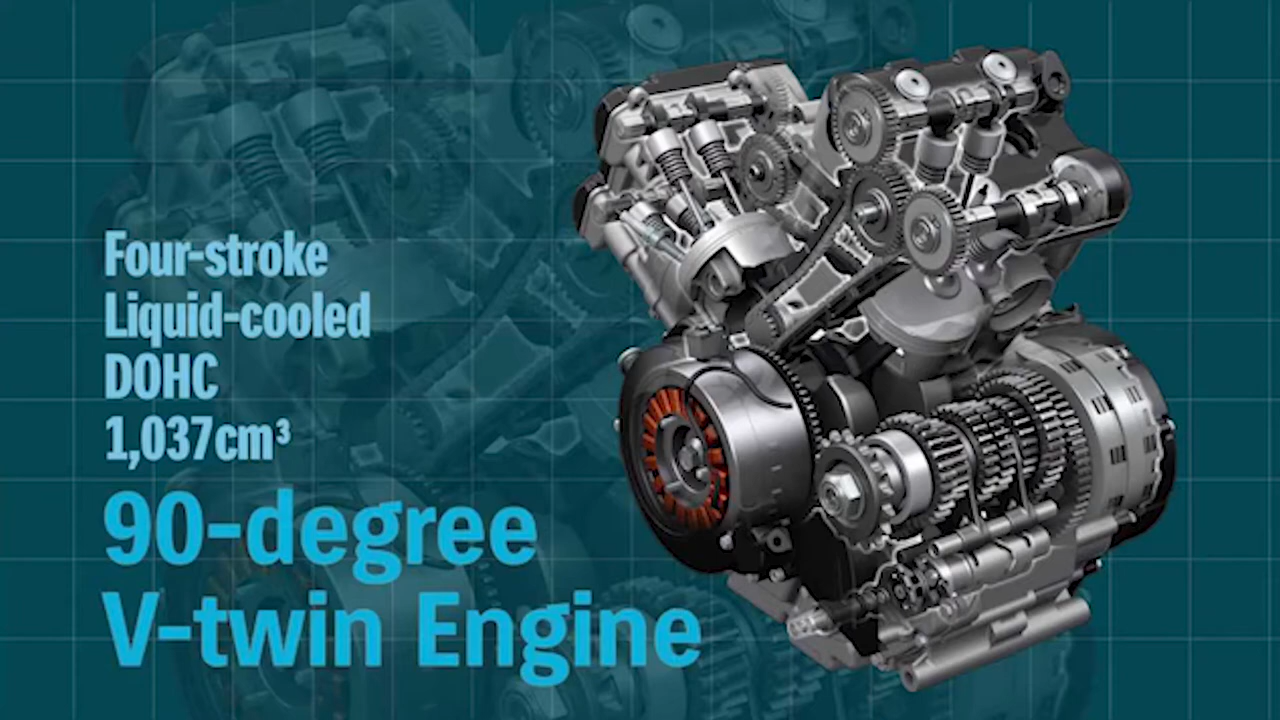 Four-stroke
Liquid-cooled
DOHC
1,037cm³
90-degree
V-twin Engine